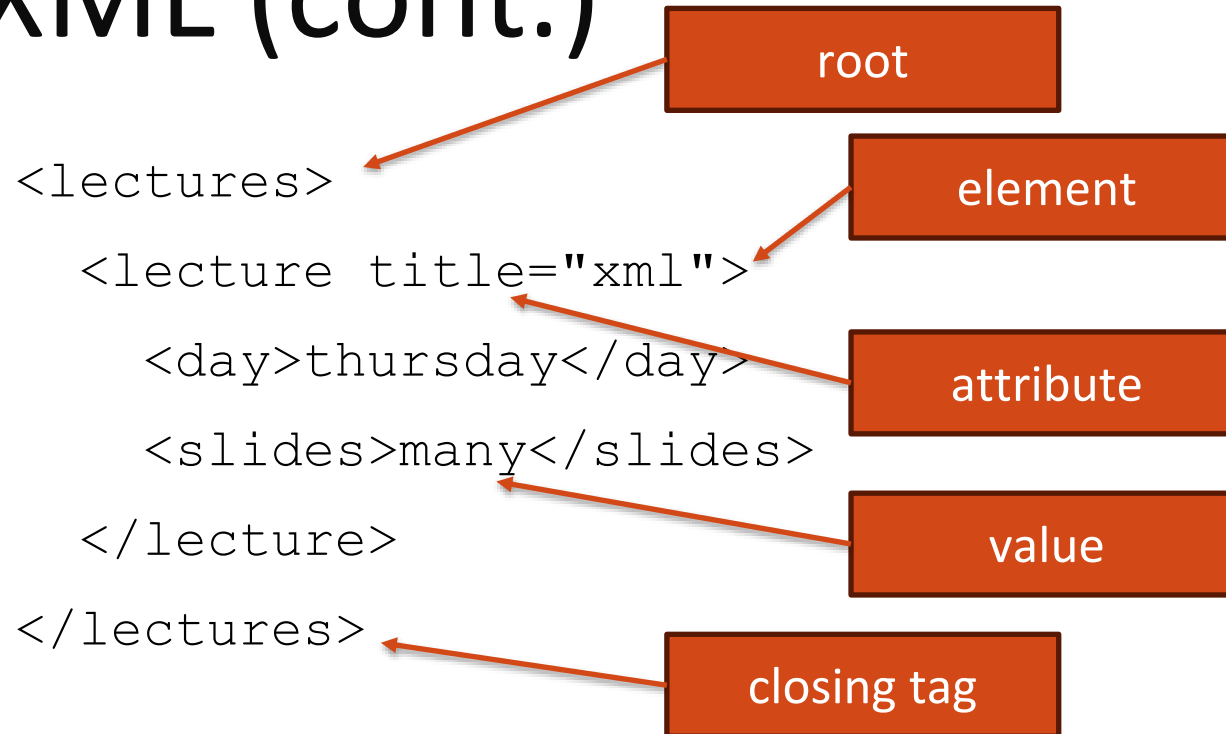 XML (cont.)
root
<lectures>
element
<lecture title="xml">
<day>thursday</day>
attribute
<slides>many</slides>
value
</lecture>
</lectures>
closing tag